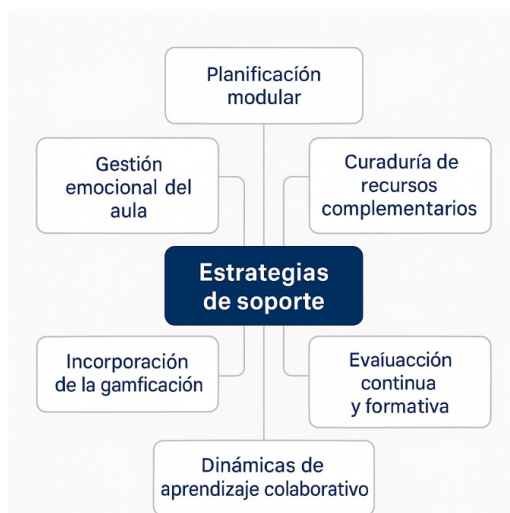 Planificación
modular
Gestión
emocional del
aula
Curaduría de
recursos
complementarios
Estrategias
de soporte
Incorporación
de la gamficación
Evaíuacción
continua
y formativa
Dinámicas de
aprendizaje colaborativo